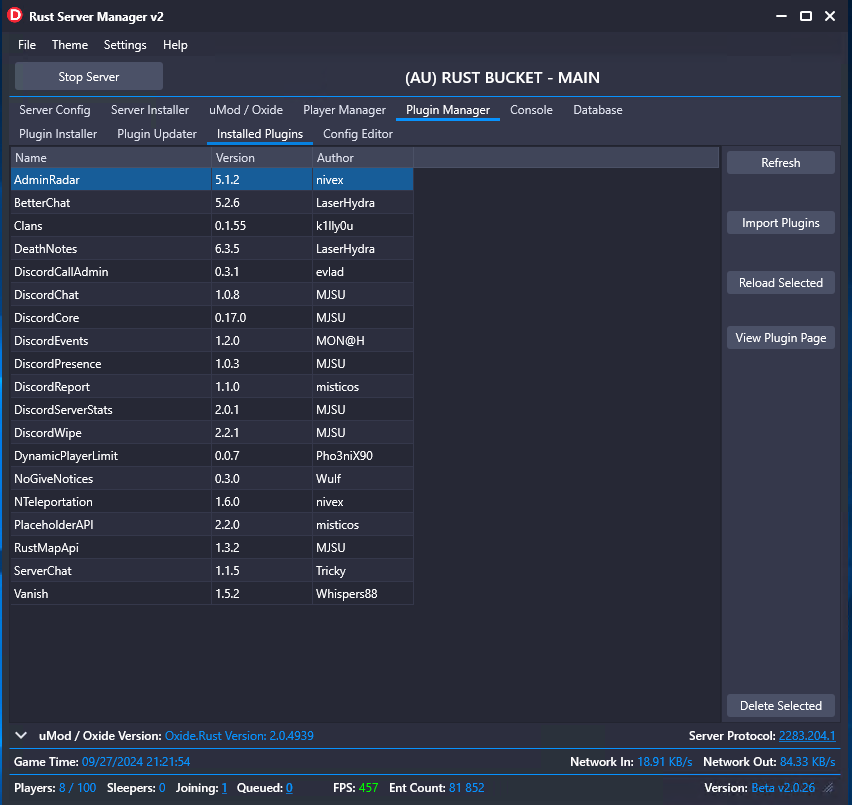 D Rust Server Manager v2
File Theme Settings Help
Stop Server (AU) RUST BUCKET - MAIN
Server Config Server Installer uMod / Oxide Player Manager Plugin Manager Console Database
Plugin Installer Plugin Updater Installed Plugins Config Editor
Name Version Author
AdminRadar 5.1.2 nivex
BetterChat 5.2.6 LaserHydra
Clans 0.1.55 k1lly0u
DeathNotes 6.3.5 LaserHydra
DiscordCallAdmin 0.3.1 evlad
DiscordChat 1.0.8 MJSU
DiscordCore 0.17.0 MJSU
DiscordEvents 1.2.0 MON@H
DiscordPresence 1.0.3 MJSU
DiscordReport 1.1.0 misticos
DiscordServerStats 2.0.1 MJSU
DiscordWipe 2.2.1 MJSU
DynamicPlayerLimit 0.0.7 Pho3niX90
NoGiveNotices 0.3.0 Wulf
NTeleportation 1.6.0 nivex
PlaceholderAPI 2.2.0 misticos
RustMapApi 1.3.2 MJSU
ServerChat 1.1.5 Tricky
Vanish 1.5.2 Whispers88
Refresh
Import Plugins
Reload Selected
View Plugin Page
Delete Selected
uMod / Oxide Version: Oxide.Rust Version: 2.0.4939 Server Protocol: 2283.204.1
Game Time: 09/27/2024 21:21:54 Network In: 18.91 KB/s Network Out: 84.33 KB/s
Players: 8 / 100 Sleepers: 0 Joining: 1 Queued: 0 FPS: 457 Ent Count: 81 852 Version: Beta v2.0.26